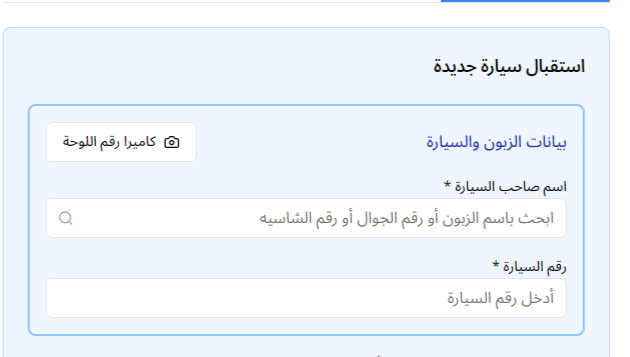 استقبال سيارة جديدة
بيانات الزبون والسيارة
كاميرا رقم اللوحة
اسم صاحب السيارة *
ابحث باسم الزبون أو رقم الجوال أو رقم الشاسيه
رقم السيارة *
أدخل رقم السيارة